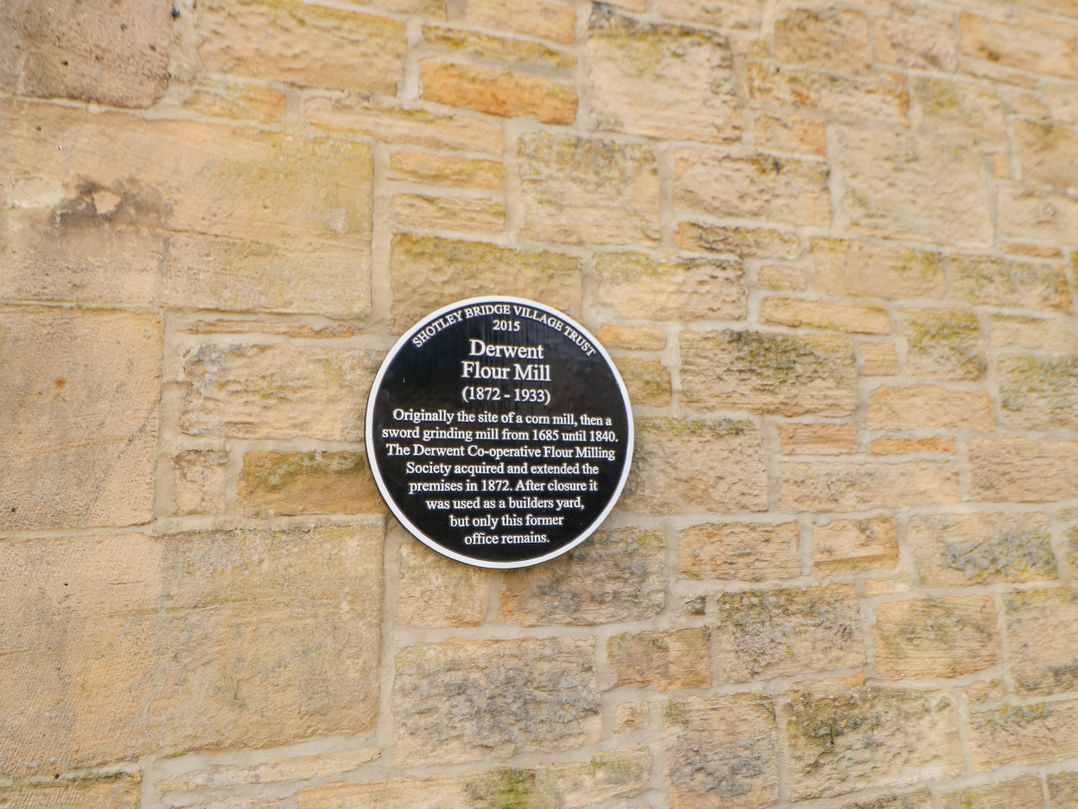 SHOTLEY BRIDGE VILLAGE TRUST
2015
Derwent
Flour Mill
(1872 - 1933)
Originally the site of a corn mill, then a
sword grinding mill from 1685 until 1840.
The Derwent Co-operative Flour Milling
Society acquired and extended the
premises in 1872. After closure it
was used as a builders yard,
but only this former
office remains.